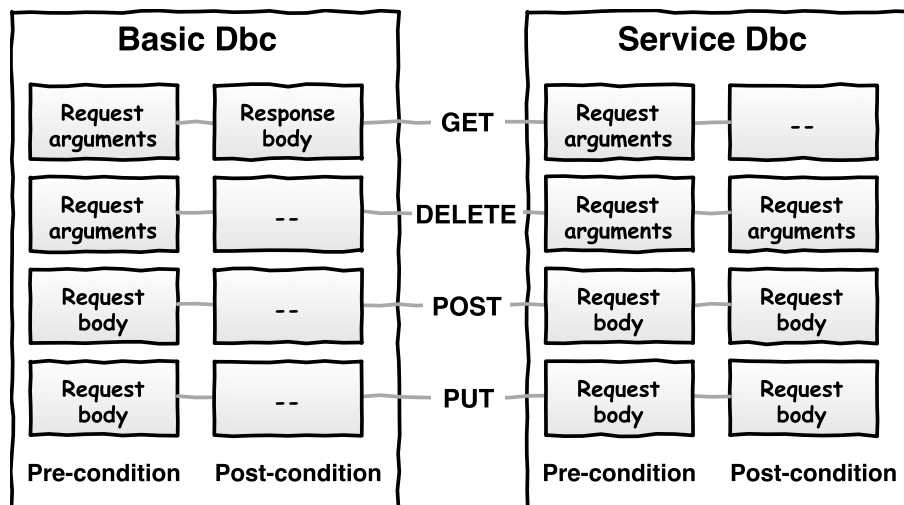 Basic Dbc
Service Dbc
Request
arguments
Response
body
GET
Request
arguments
--
Request
arguments
--
DELETE
Request
arguments
Request
arguments
Request
body
--
POST
Request
body
Request
body
Request
body
--
PUT
Request
body
Request
body
Pre-condition
Post-condition
Pre-condition
Post-condition